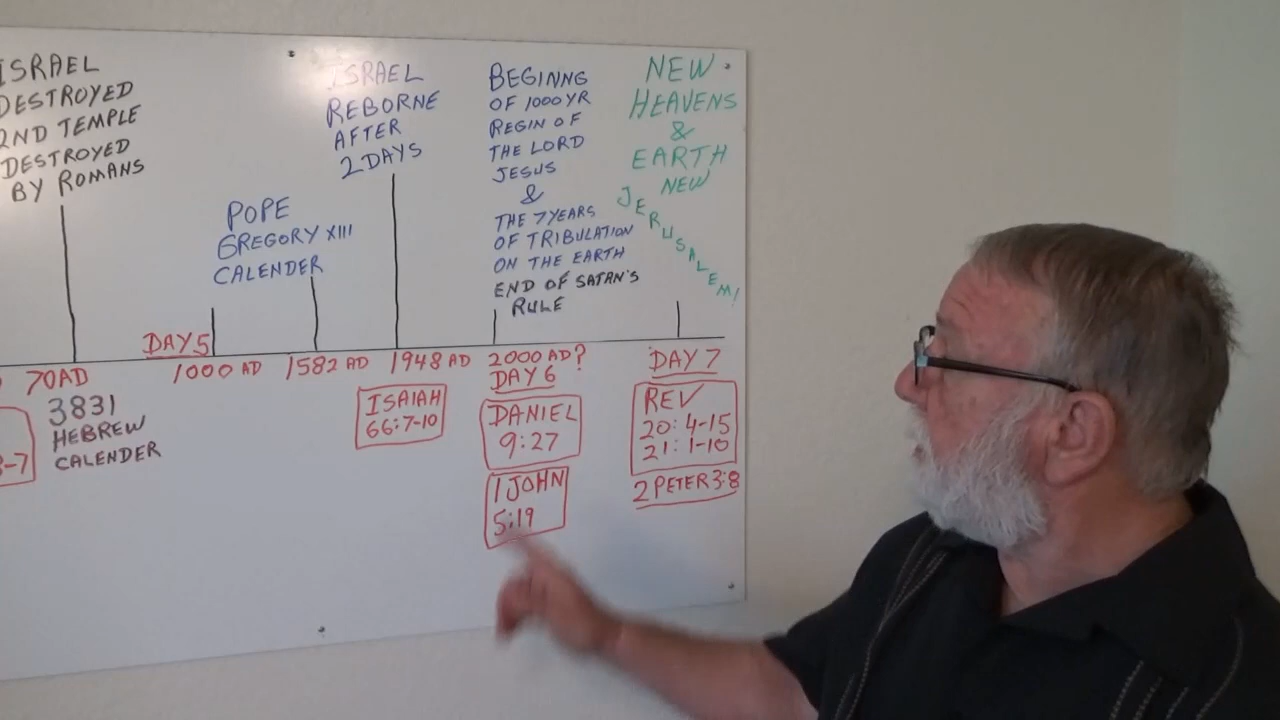 ISRAEL
DESTROYED
2ND TEMPLE
DESTROYED
BY ROMANS
POPE
GREGORY XIII
CALENDER
ISRAEL
REBORNE
AFTER
2 DAYS
BEGINNG
OF 1000 YR
REGIN OF
THE LORD
JESUS
&
THE 7 YEARS
OF TRIBULATION
ON THE EARTH
END OF SATAN'S
RULE
NEW
HEAVENS
&
EARTH
NEW
JERUSALEM!
DAY 5
70AD
1000 AD
1582 AD
1948 AD
2000 AD?
DAY 6
DAY 7
3831
HEBREW
CALENDER
-7
ISAIAH
66:7-10
DANIEL
9:27
1 JOHN
5:19
REV
20:4-15
21:1-10
2 PETER 3:8